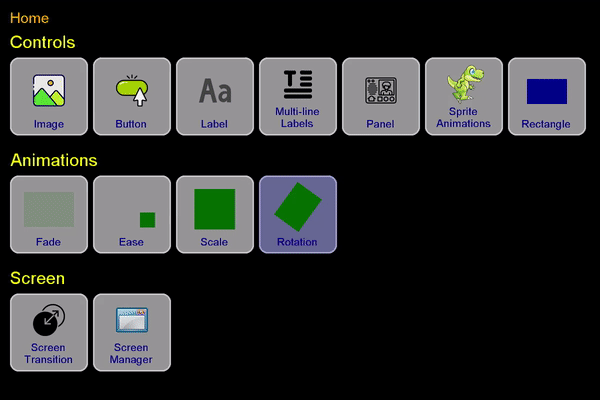 Home
Controls
Aa
T
Image
Button
Label
Multi-line
Labels
Panel
Sprite
Animations
Rectangle
Animations
Fade
Ease
Scale
Rotation
Screen
Screen
Transition
Screen
Manager